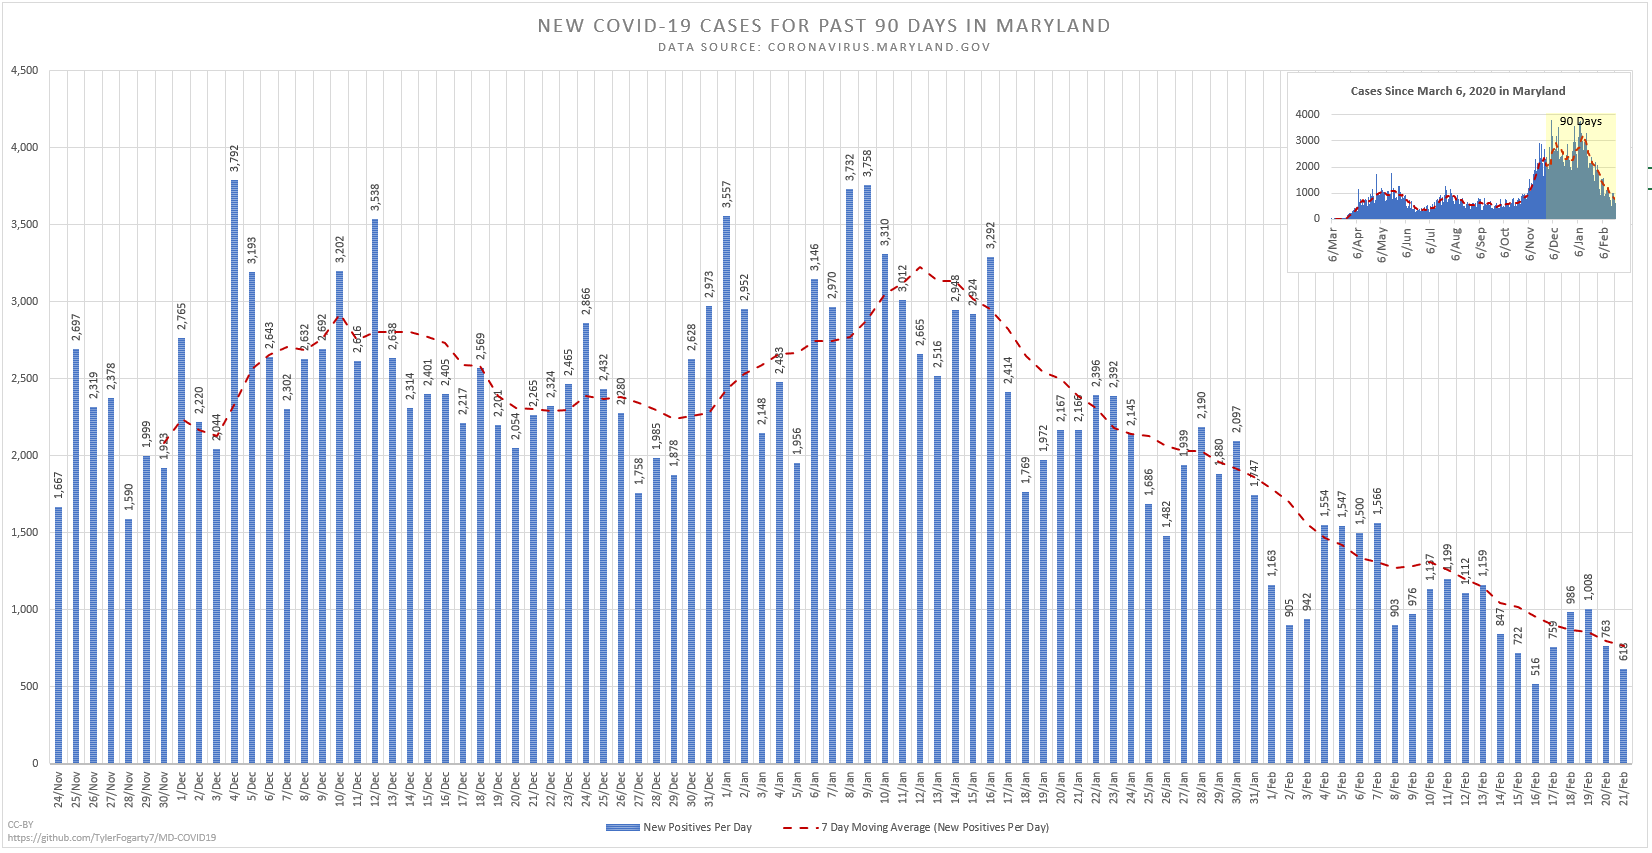 NEW COVID-19 CASES FOR PAST 90 DAYS IN MARYLAND
DATA SOURCE: CORONAVIRUS.MARYLAND.GOV
4,500
4,000
3,500
3,000
2,500
2,000
1,500
1,000
500
0
1,667
2,697
2,319
2,378
1,590
1,999
1,923
2,765
2,220
2,044
3,792
3,193
2,643
2,302
2,632
2,692
3,202
2,616
3,538
2,638
2,314
2,401
2,405
2,217
2,569
2,201
2,054
2,265
2,324
2,465
2,866
2,432
2,280
1,758
1,985
1,878
2,628
2,973
3,557
2,952
2,148
2,483
1,956
3,146
2,970
3,732
3,758
3,310
3,012
2,665
2,516
2,948
2,924
3,292
2,414
1,769
1,972
2,167
2,166
2,396
2,392
2,145
1,686
1,482
1,939
2,190
1,880
2,097
1,747
1,163
905
942
1,554
1,547
1,500
1,566
903
976
1,137
1,199
1,112
1,159
847
722
516
759
986
1,008
763
618
24/Nov
25/Nov
26/Nov
27/Nov
28/Nov
29/Nov
30/Nov
1/Dec
2/Dec
3/Dec
4/Dec
5/Dec
6/Dec
7/Dec
8/Dec
9/Dec
10/Dec
11/Dec
12/Dec
13/Dec
14/Dec
15/Dec
16/Dec
17/Dec
18/Dec
19/Dec
20/Dec
21/Dec
22/Dec
23/Dec
24/Dec
25/Dec
26/Dec
27/Dec
28/Dec
29/Dec
30/Dec
31/Dec
1/Jan
2/Jan
3/Jan
4/Jan
5/Jan
6/Jan
7/Jan
8/Jan
9/Jan
10/Jan
11/Jan
12/Jan
13/Jan
14/Jan
15/Jan
16/Jan
17/Jan
18/Jan
19/Jan
20/Jan
21/Jan
22/Jan
23/Jan
24/Jan
25/Jan
26/Jan
27/Jan
28/Jan
29/Jan
30/Jan
31/Jan
1/Feb
2/Feb
3/Feb
4/Feb
5/Feb
6/Feb
7/Feb
8/Feb
9/Feb
10/Feb
11/Feb
12/Feb
13/Feb
14/Feb
15/Feb
16/Feb
17/Feb
18/Feb
19/Feb
20/Feb
21/Feb
Cases Since March 6, 2020 in Maryland
90 Days
4000
3000
2000
1000
0
6/Mar
6/Apr
6/May
6/Jun
6/Jul
6/Aug
6/Sep
6/Oct
6/Nov
6/Dec
6/Jan
6/Feb
New Positives Per Day
7 Day Moving Average (New Positives Per Day)
CC-BY
https://github.com/TylerFogarty7/MD-COVID19